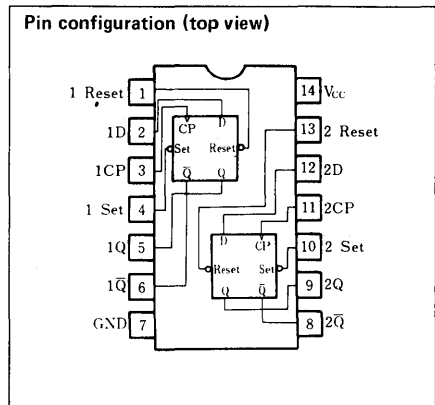 Pin configuration (top view)
1 Reset 1
14 VCC
1D 2
13 2 Reset
1CP 3
12 2D
1 Set 4
11 2CP
1Q 5
10 2 Set
1Q̅ 6
9 2Q
GND 7
8 2Q̅
CP D
Set Reset
Q̅ Q
D CP
Reset Set
Q Q̅